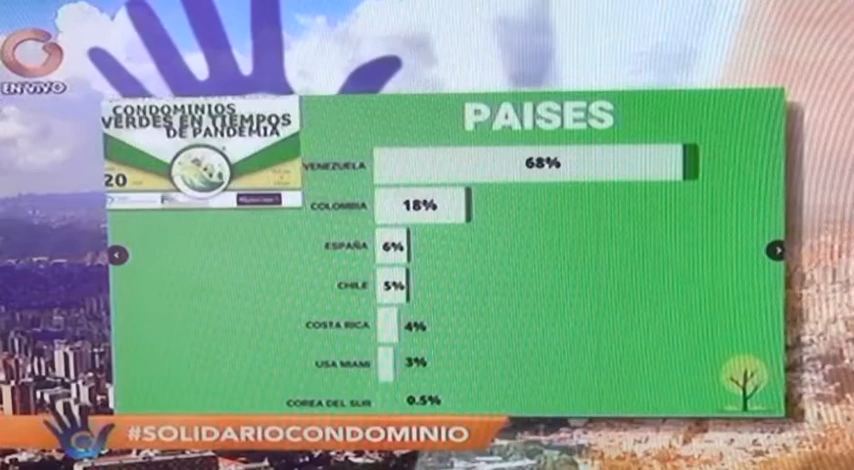 EN VIVO
CONDOMINIOS
VERDES EN TIEMPOS
DE PANDEMIA
20
PAISES
VENEZUELA 68%
COLOMBIA 18%
ESPAÑA 6%
CHILE 5%
COSTA RICA 4%
USA MIAMI 3%
COREA DEL SUR 0.5%
#SOLIDARIOCONDOMINIO